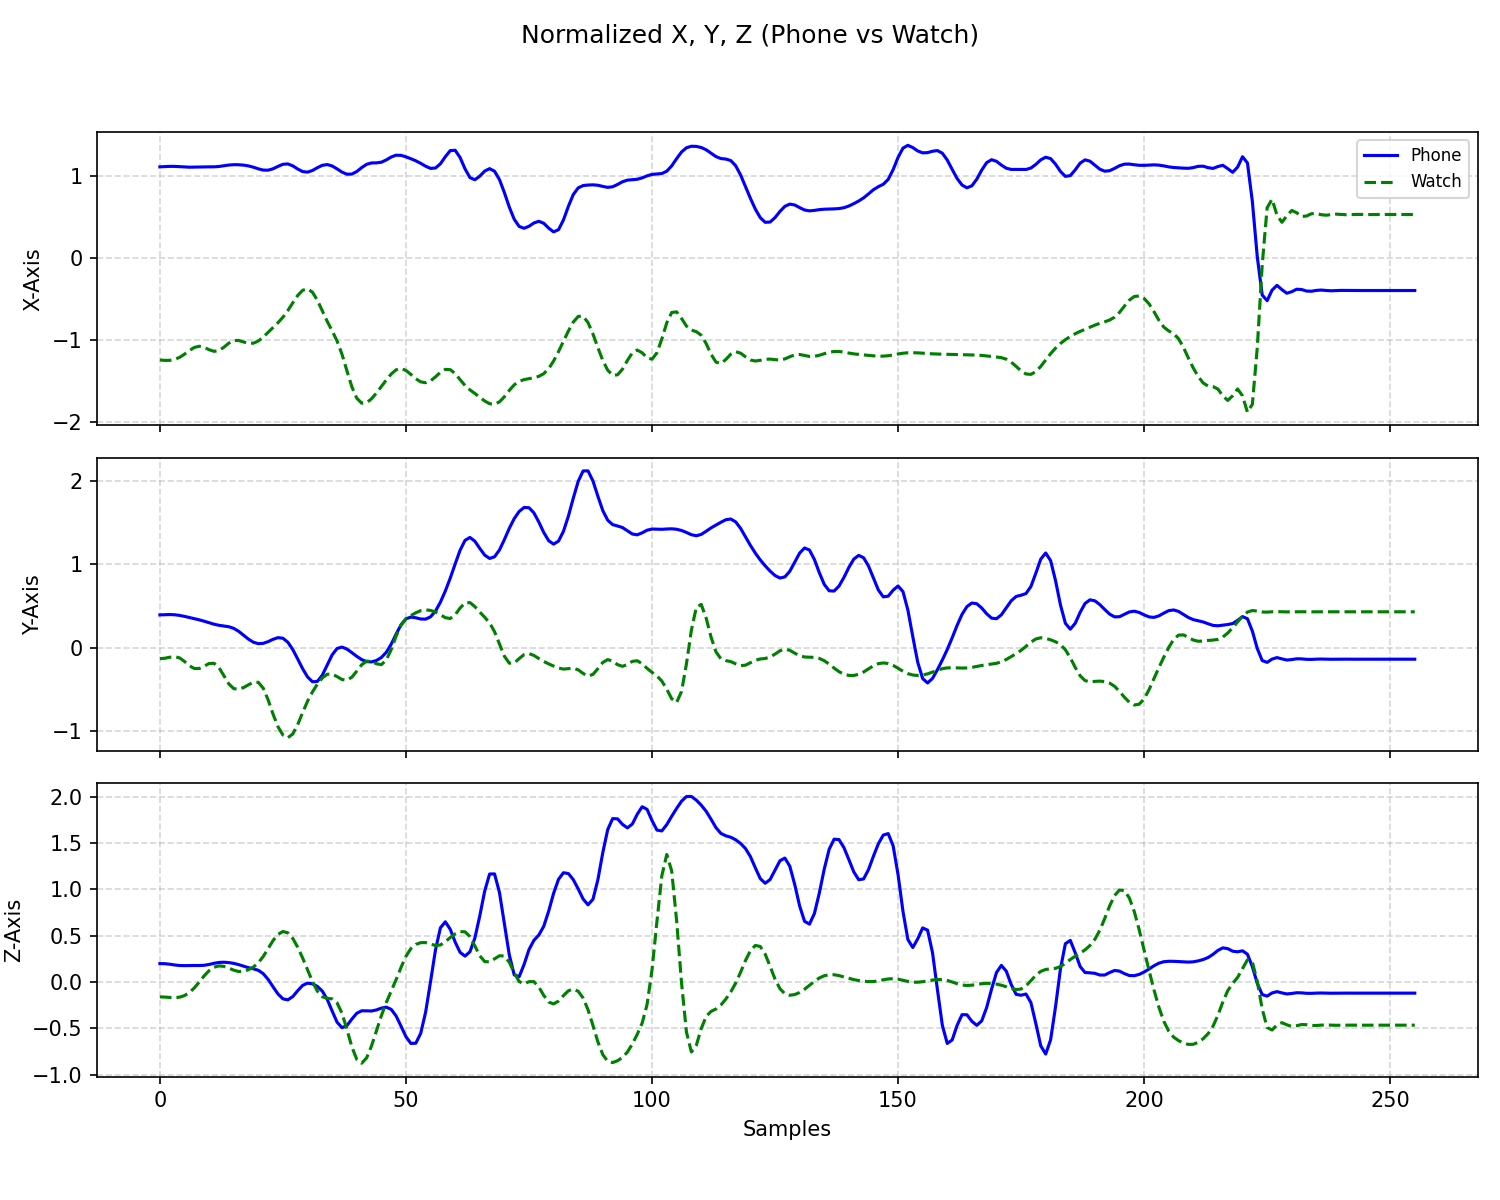 Normalized X, Y, Z (Phone vs Watch)
Phone
Watch
1
0
−1
−2
X-Axis
2
1
0
−1
Y-Axis
2.0
1.5
1.0
0.5
0.0
−0.5
−1.0
Z-Axis
0 50 100 150 200 250
Samples